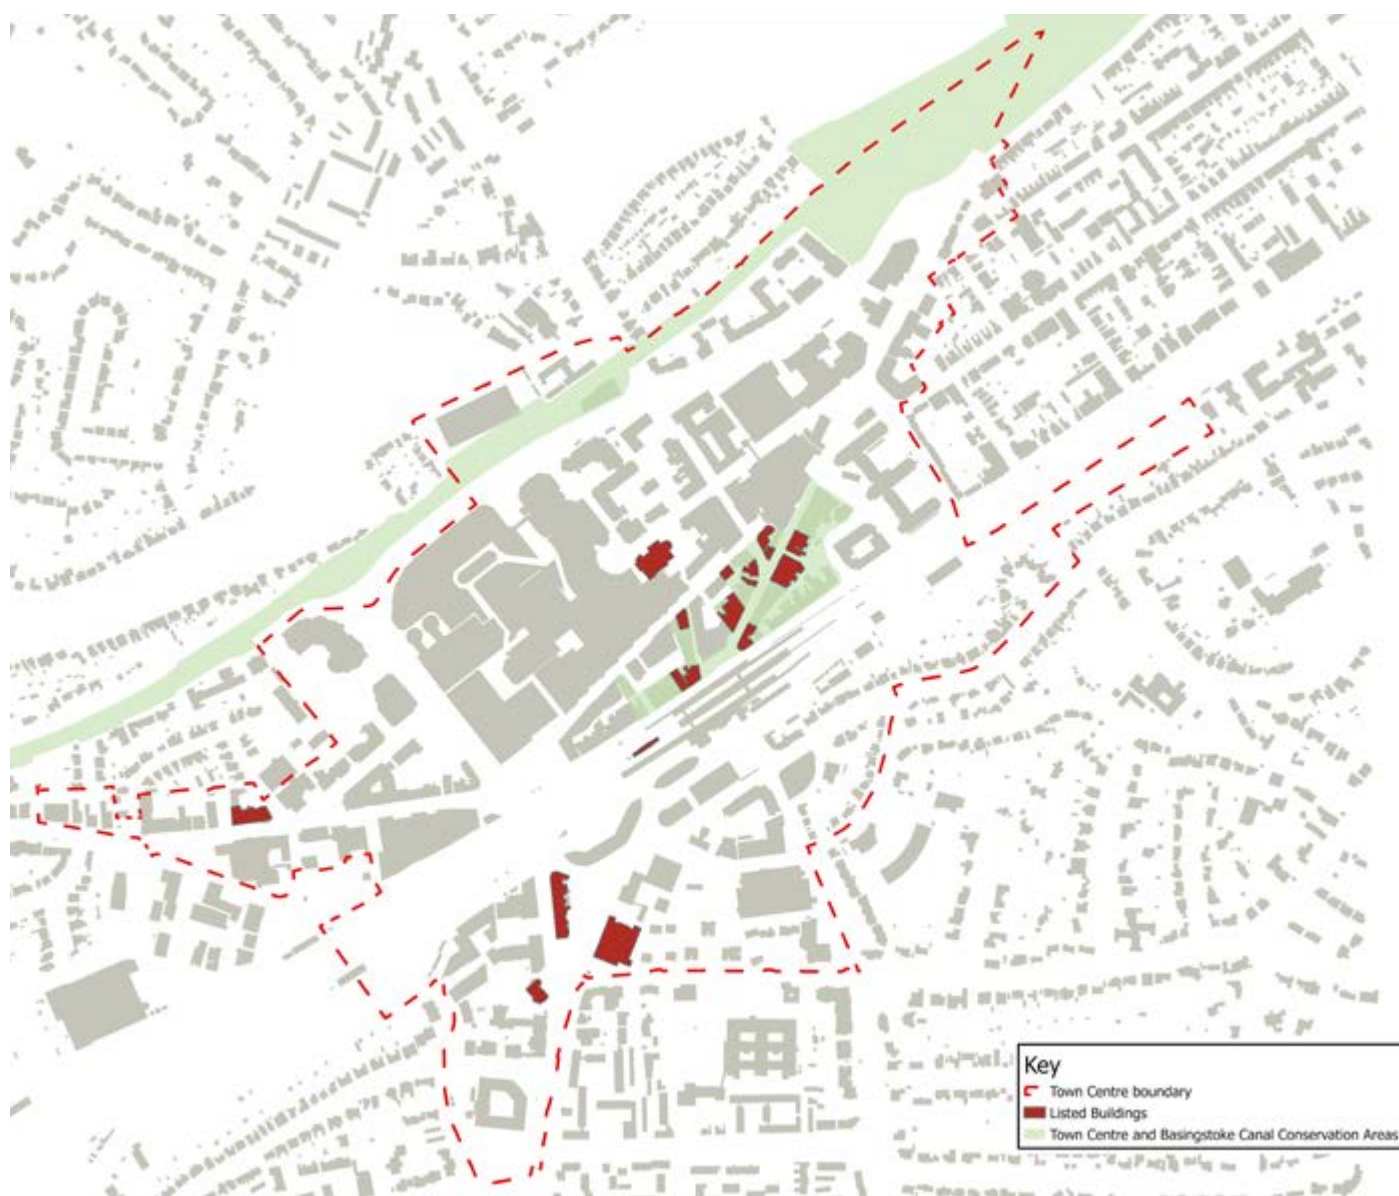 Key
Town Centre boundary
Listed Buildings
Town Centre and Basingstoke Canal Conservation Areas